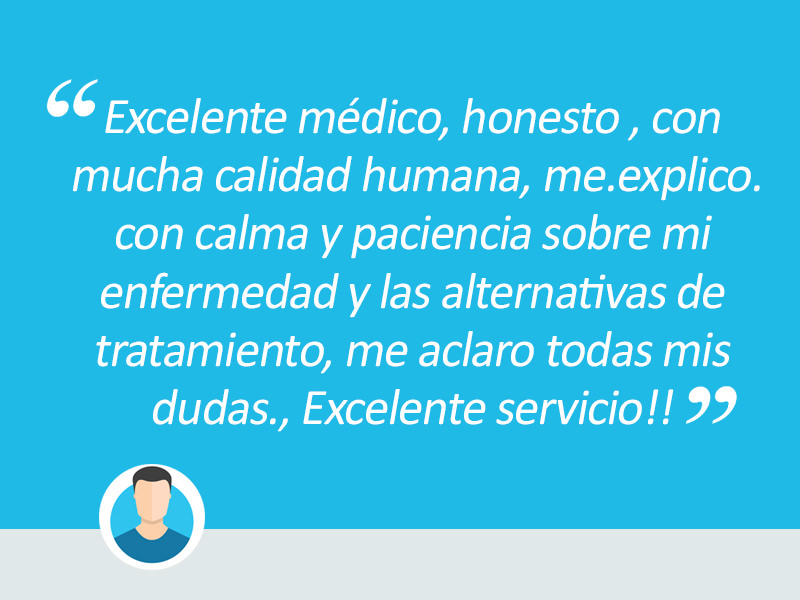 “ Excelente médico, honesto , con
mucha calidad humana, me.explico.
con calma y paciencia sobre mi
enfermedad y las alternativas de
tratamiento, me aclaro todas mis
dudas., Excelente servicio!! ”